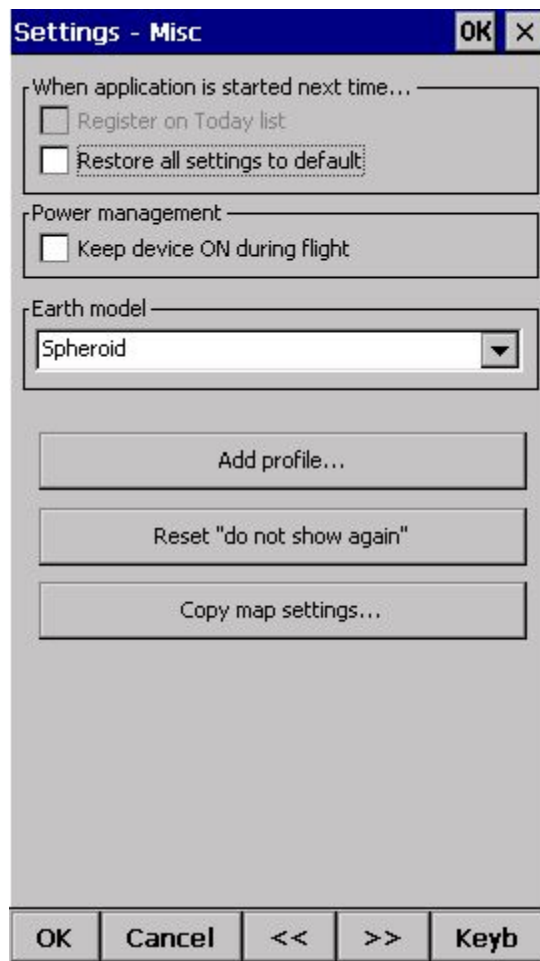 Settings - Misc OK ×
When application is started next time...
Register on Today list
Restore all settings to default
Power management
Keep device ON during flight
Earth model
Spheroid
Add profile...
Reset "do not show again"
Copy map settings...
OK Cancel << >> Keyb